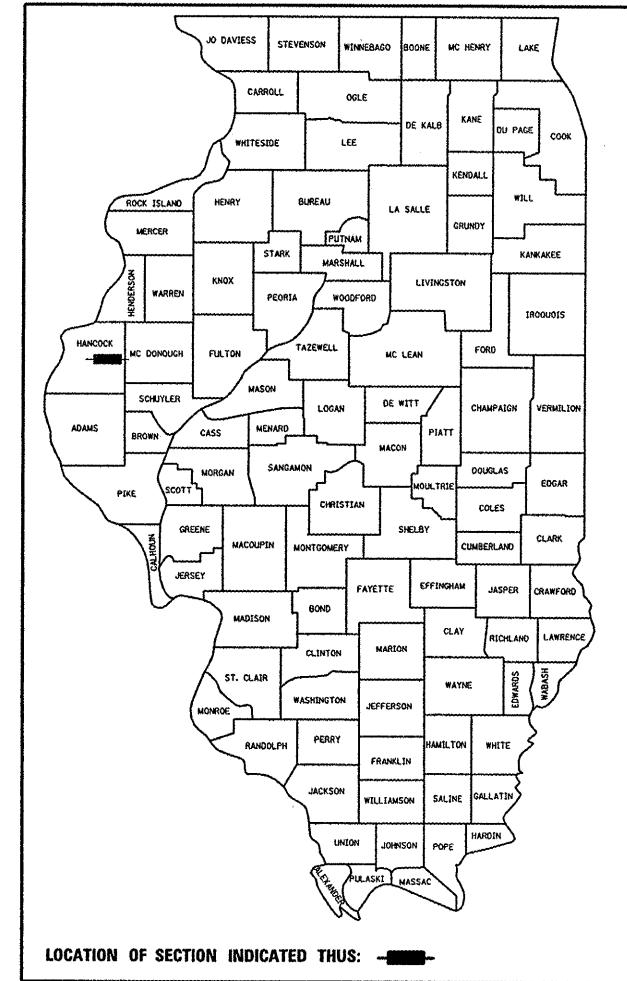 JO DAVIESS STEVENSON WINNEBAGO BOONE MC HENRY LAKE
CARROLL OGLE DE KALB KANE DU PAGE COOK
WHITESIDE LEE KENDALL WILL
ROCK ISLAND HENRY BUREAU LA SALLE GRUNDY
MERCER PUTNAM KANKAKEE
STARK MARSHALL
HENDERSON WARREN KNOX PEORIA WOODFORD LIVINGSTON IROQUOIS
HANCOCK MC DONOUGH FULTON TAZEWELL MC LEAN FORD
MASON
SCHUYLER LOGAN DE WITT CHAMPAIGN VERMILION
ADAMS BROWN CASS MENARD MACON PIATT
MORGAN SANGAMON DOUGLAS EDGAR
PIKE SCOTT CHRISTIAN MOULTRIE COLES
GREENE MACOUPIN MONTGOMERY SHELBY CUMBERLAND CLARK
CALHOUN JERSEY FAYETTE EFFINGHAM JASPER CRAWFORD
MADISON BOND CLAY RICHLAND LAWRENCE
CLINTON MARION
ST. CLAIR WASHINGTON WAYNE EDWARDS WABASH
MONROE JEFFERSON
RANDOLPH PERRY HAMILTON WHITE
FRANKLIN
JACKSON WILLIAMSON SALINE GALLATIN
UNION JOHNSON POPE HARDIN
ALEXANDER PULASKI MASSAC
LOCATION OF SECTION INDICATED THUS: